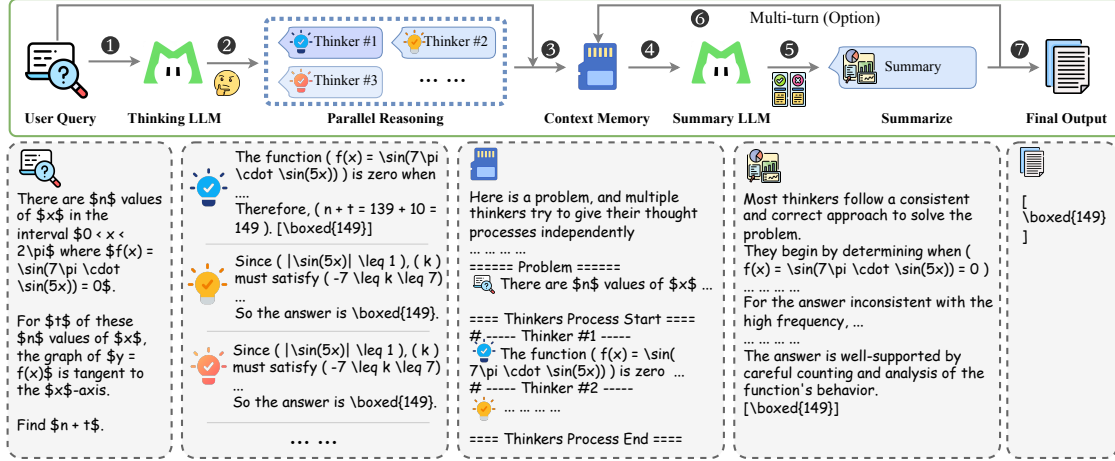 ❶
❷
Thinker #1
Thinker #2
Thinker #3
... ...
❸
❹
❻
Multi-turn (Option)
❺
Summary
❼
User Query
Thinking LLM
Parallel Reasoning
Context Memory
Summary LLM
Summarize
Final Output
There are $n$ values
of $x$ in the
interval $0 < x <
2\pi$ where $f(x) =
\sin(7\pi \cdot
\sin(5x)) = 0$.
For $t$ of these
$n$ values of $x$,
the graph of $y =
f(x)$ is tangent to
the $x$-axis.
Find $n + t$.
The function ( f(x) = \sin(7\pi
\cdot \sin(5x)) ) is zero when
....
Therefore, ( n + t = 139 + 10 =
149 ). [\boxed{149}]
Since ( |\sin(5x)| \leq 1 ), ( k )
must satisfy ( -7 \leq k \leq 7)
...
So the answer is \boxed{149}.
Since ( |\sin(5x)| \leq 1 ), ( k )
must satisfy ( -7 \leq k \leq 7)
...
So the answer is \boxed{149}.
... ...
Here is a problem, and multiple
thinkers try to give their thought
processes independently
... ... ... ...
====== Problem ======
There are $n$ values of $x$ ...
==== Thinkers Process Start ====
# ----- Thinker #1 -----
The function ( f(x) = \sin(
7\pi \cdot \sin(5x)) ) is zero ...
# ----- Thinker #2 -----
... ... ... ...
==== Thinkers Process End ====
Most thinkers follow a consistent
and correct approach to solve the
problem.
They begin by determining when (
f(x) = \sin(7\pi \cdot \sin(5x)) = 0 )
... ... ... ...
For the answer inconsistent with the
high frequency, ...
... ... ... ...
The answer is well-supported by
careful counting and analysis of the
function's behavior.
[\boxed{149}]
[
\boxed{149}
]